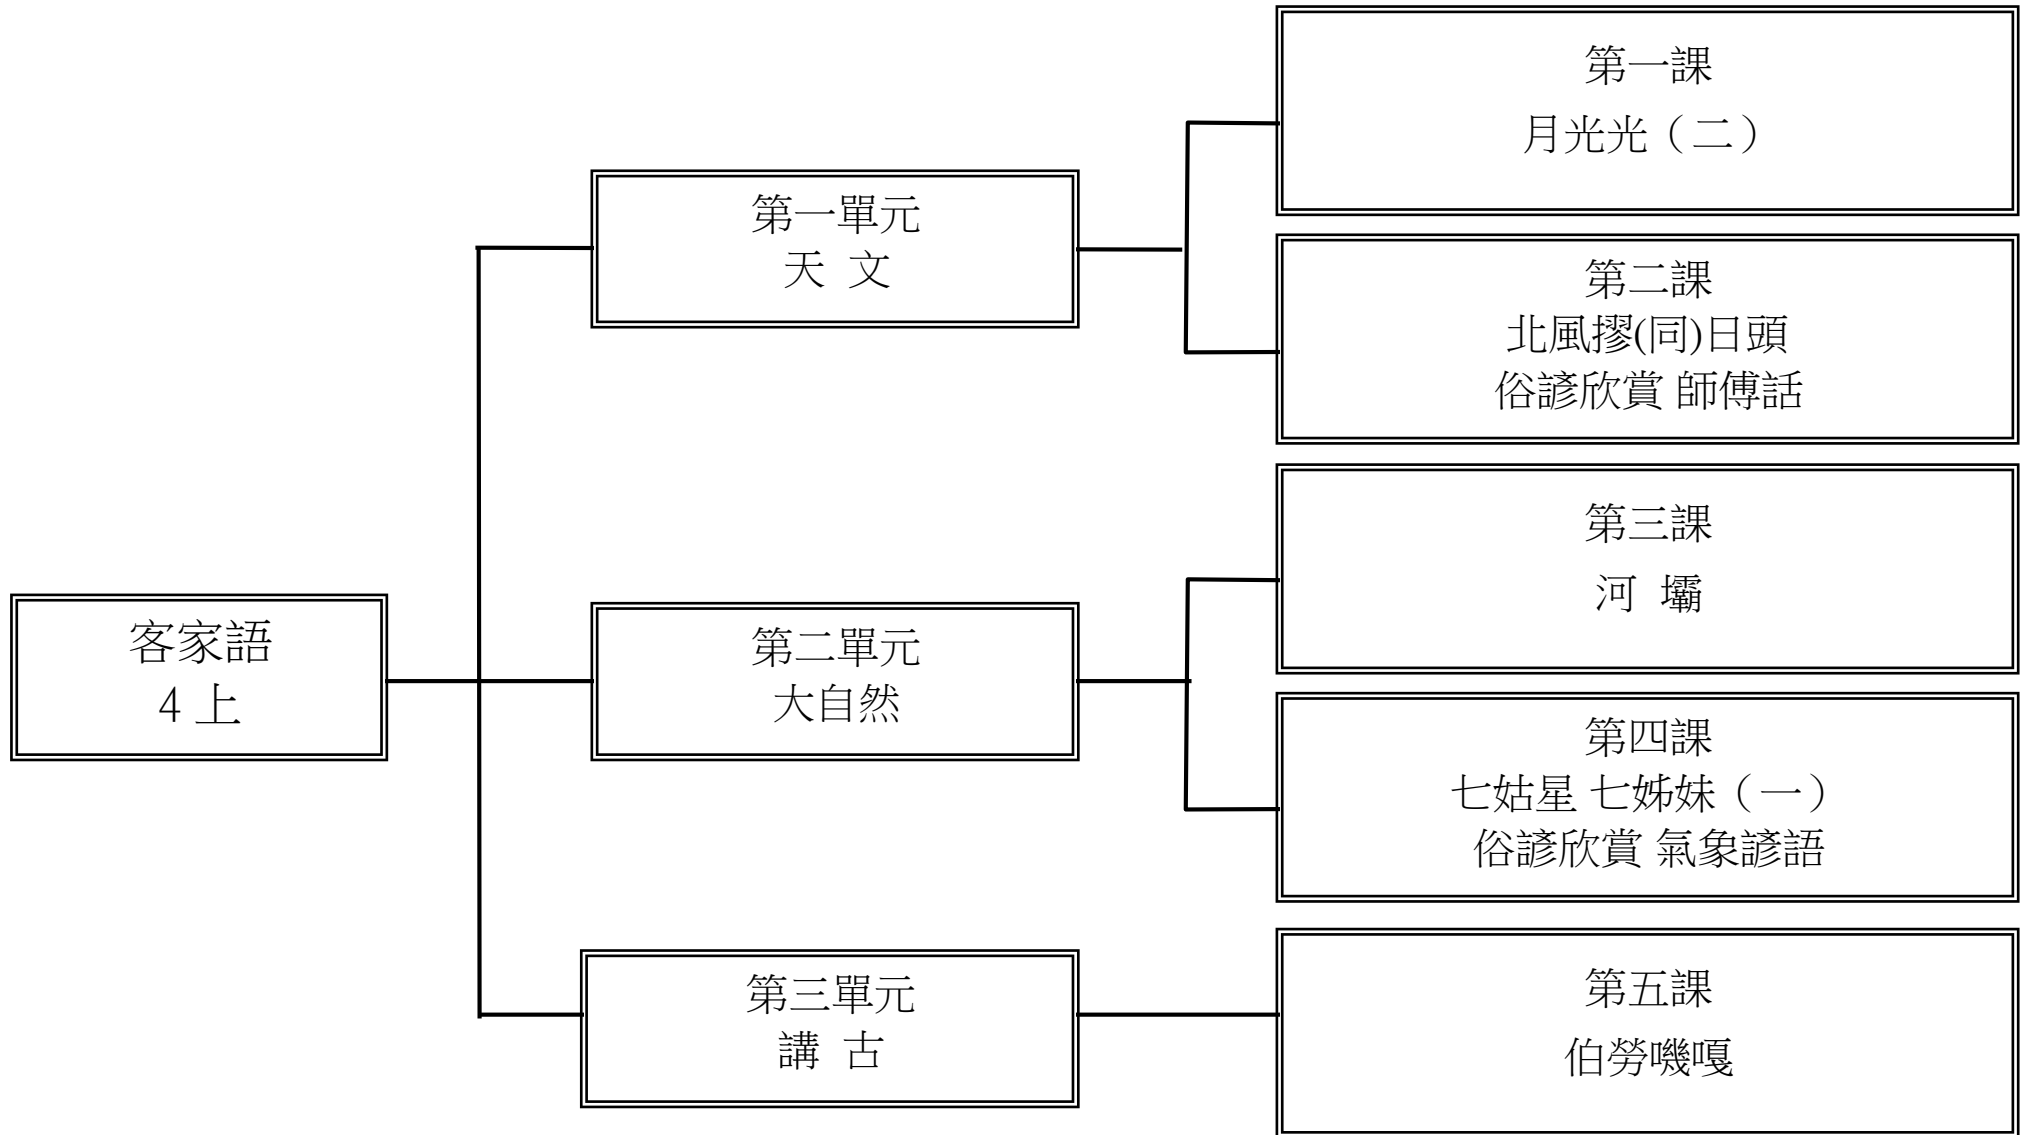 客家語
4 上
第一單元
天 文
第一課
月光光（二）
第二課
北風摎(同)日頭
俗諺欣賞 師傅話
第二單元
大自然
第三課
河 壩
第四課
七姑星 七姊妹（一）
俗諺欣賞 氣象諺語
第三單元
講 古
第五課
伯勞嘰嘎